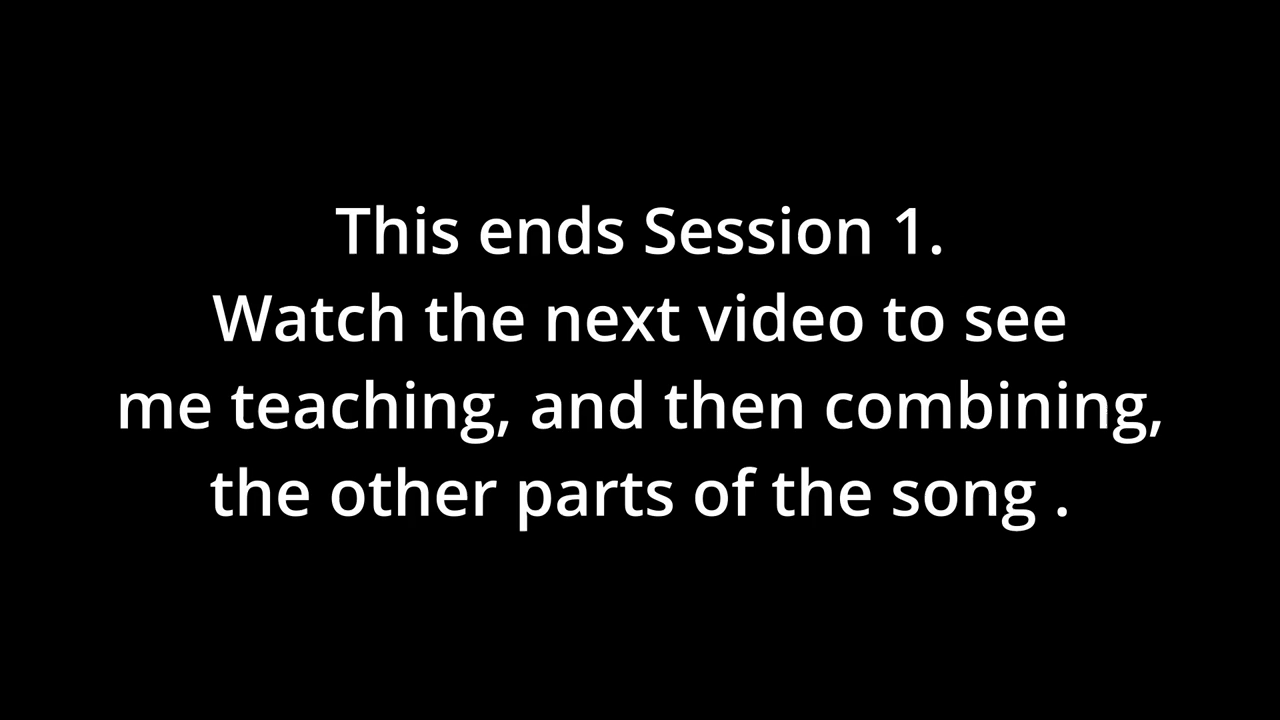 This ends Session 1.
Watch the next video to see
me teaching, and then combining,
the other parts of the song .